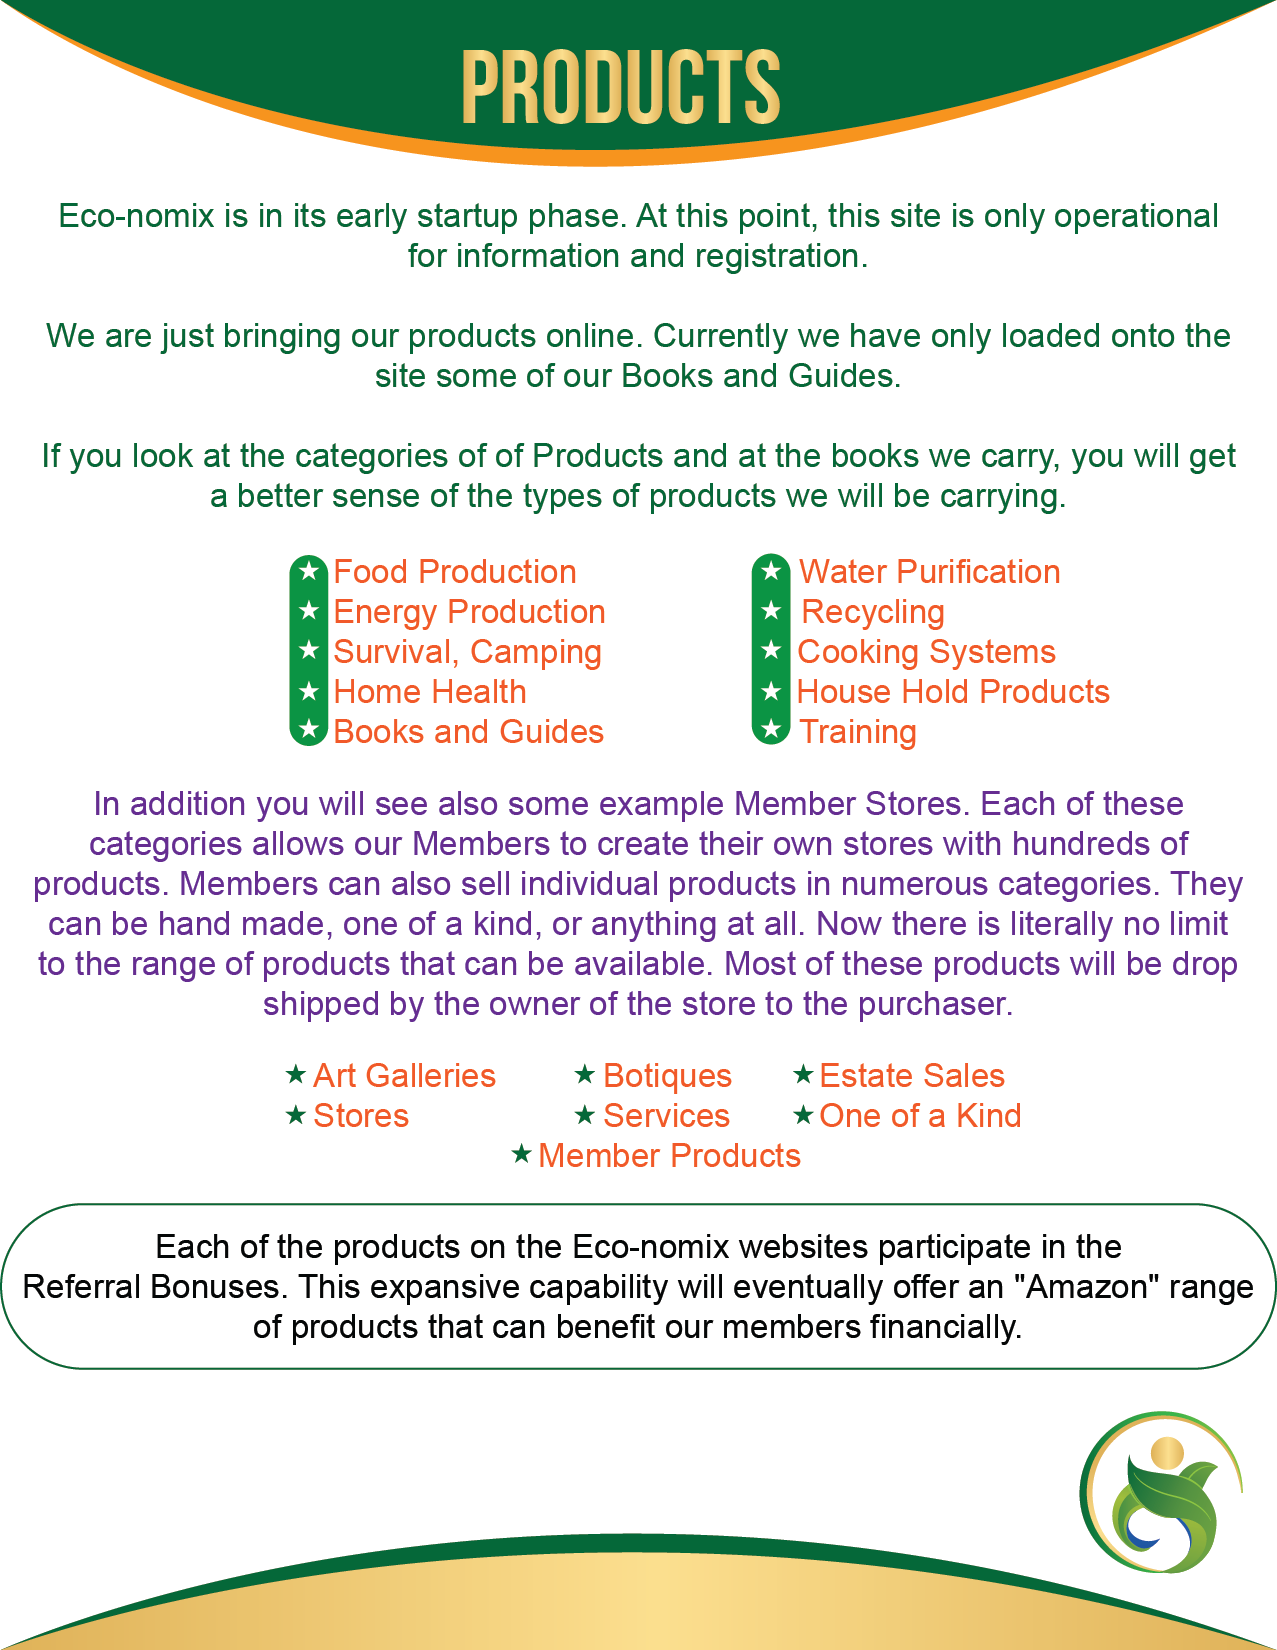 PRODUCTS
Eco-nomix is in its early startup phase. At this point, this site is only operational
for information and registration.
We are just bringing our products online. Currently we have only loaded onto the
site some of our Books and Guides.
If you look at the categories of of Products and at the books we carry, you will get
a better sense of the types of products we will be carrying.
Food Production
Energy Production
Survival, Camping
Home Health
Books and Guides
Water Purification
Recycling
Cooking Systems
House Hold Products
Training
In addition you will see also some example Member Stores. Each of these
categories allows our Members to create their own stores with hundreds of
products. Members can also sell individual products in numerous categories. They
can be hand made, one of a kind, or anything at all. Now there is literally no limit
to the range of products that can be available. Most of these products will be drop
shipped by the owner of the store to the purchaser.
Art Galleries
Botiques
Estate Sales
Stores
Services
One of a Kind
Member Products
Each of the products on the Eco-nomix websites participate in the
Referral Bonuses. This expansive capability will eventually offer an "Amazon" range
of products that can benefit our members financially.